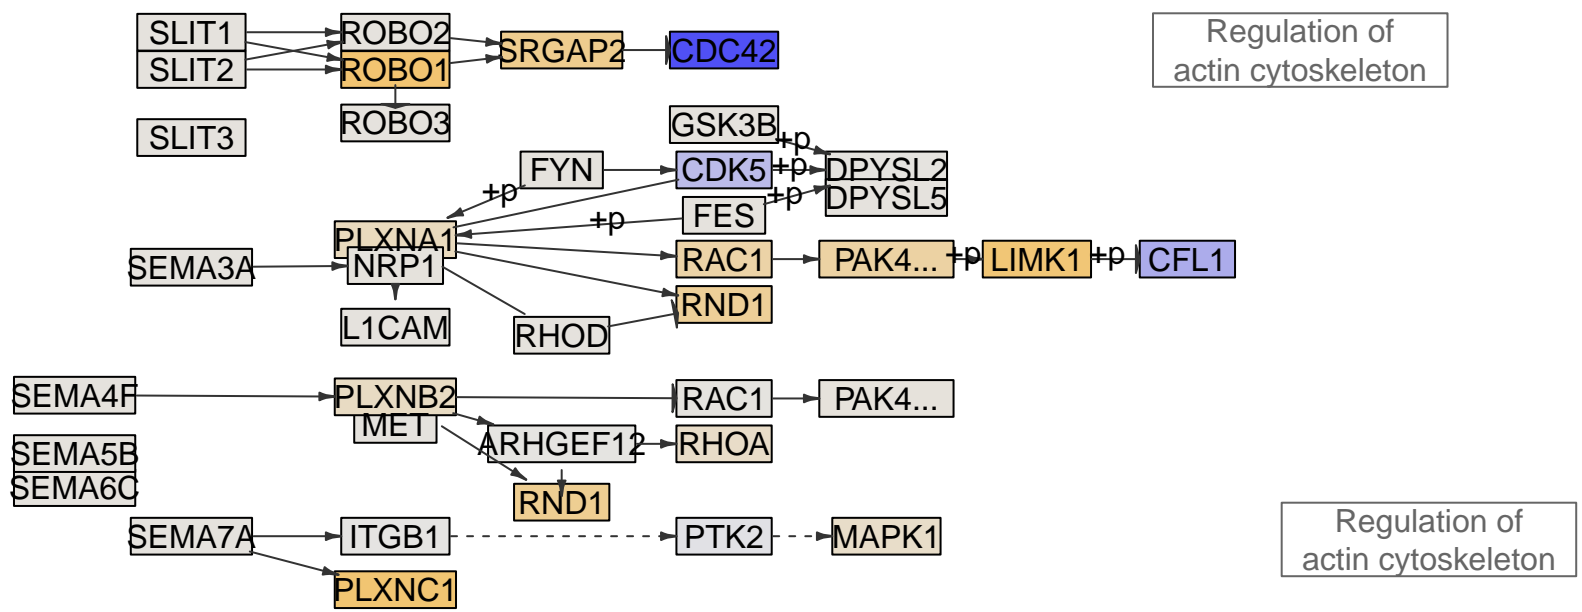 SLIT1
ROBO2
SRGAP2
CDC42
Regulation of
actin cytoskeleton
SLIT2
ROBO1
SLIT3
ROBO3
GSK3B
+p
FYN
CDK5
+p
DPYSL2
+p
FES
+p
DPYSL5
PLXNA1
+p
SEMA3A
NRP1
RAC1
PAK4...
+p
LIMK1
+p
CFL1
RND1
L1CAM
RHOD
SEMA4F
PLXNB2
RAC1
PAK4...
MET
ARHGEF12
RHOA
SEMA5B
SEMA6C
RND1
SEMA7A
ITGB1
PTK2
MAPK1
Regulation of
actin cytoskeleton
PLXNC1